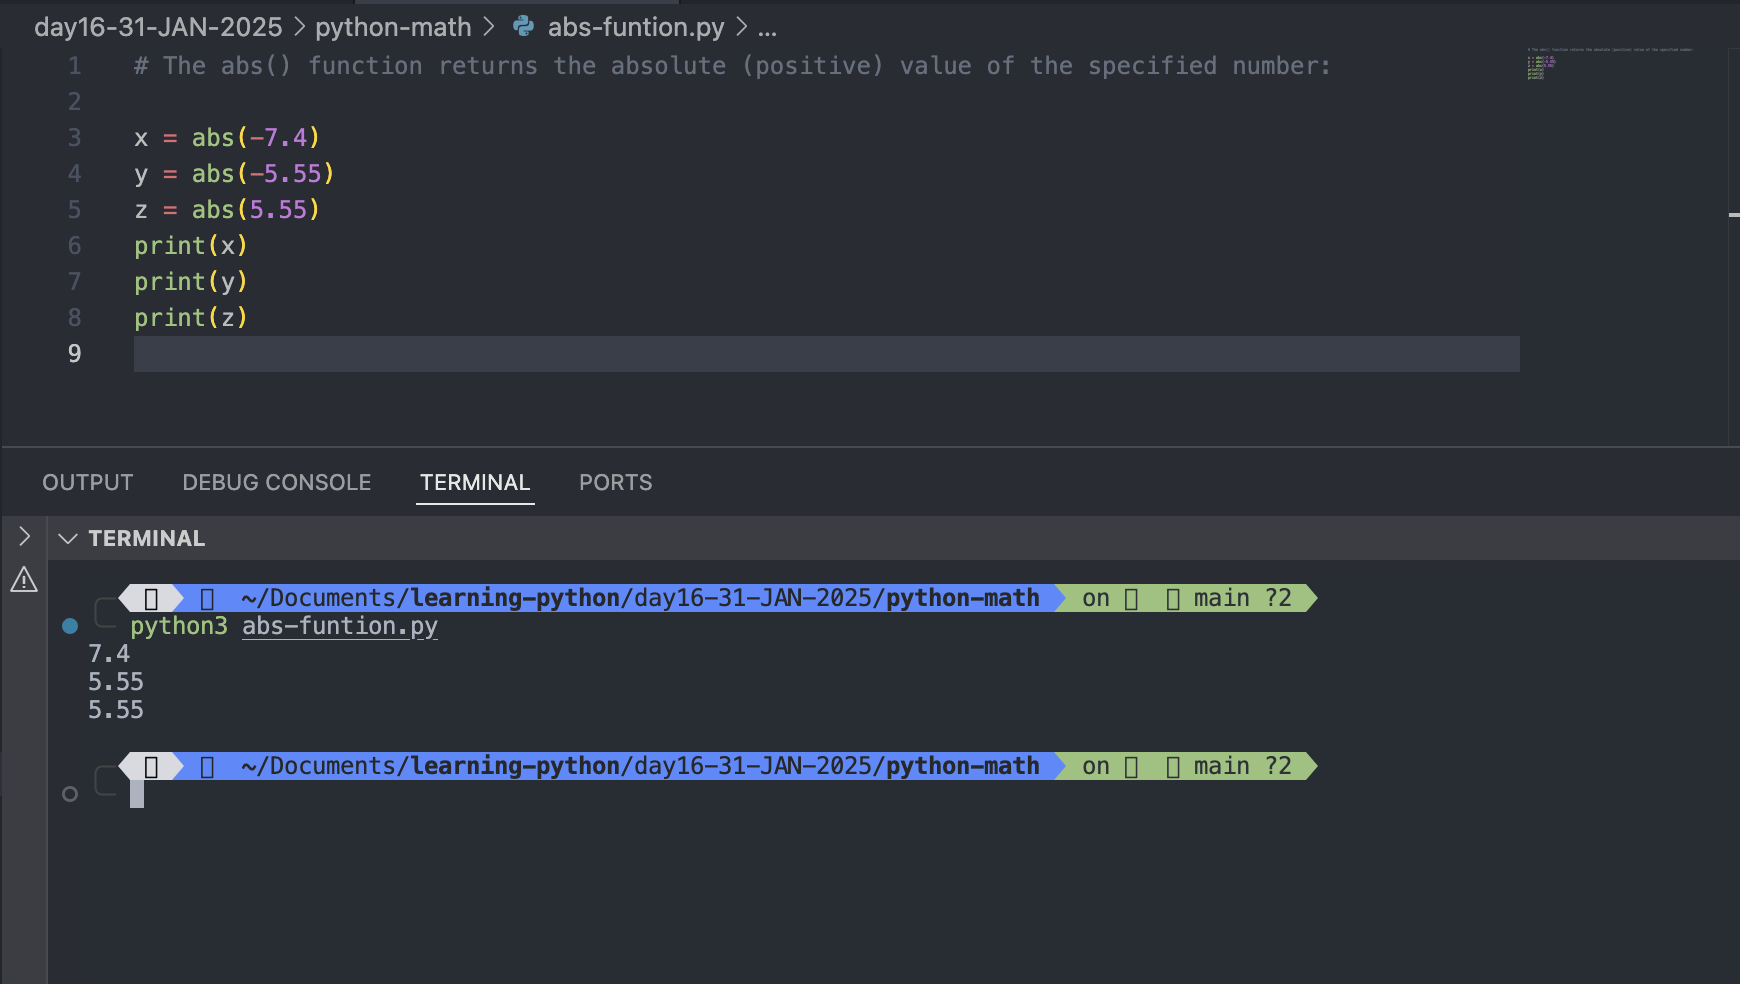 day16-31-JAN-2025 > python-math > abs-funtion.py > ...
1 # The abs() function returns the absolute (positive) value of the specified number:
2
3 x = abs(-7.4)
4 y = abs(-5.55)
5 z = abs(5.55)
6 print(x)
7 print(y)
8 print(z)
9
OUTPUT DEBUG CONSOLE TERMINAL PORTS
TERMINAL
~/Documents/learning-python/day16-31-JAN-2025/python-math on main ?2
python3 abs-funtion.py
7.4
5.55
5.55
~/Documents/learning-python/day16-31-JAN-2025/python-math on main ?2